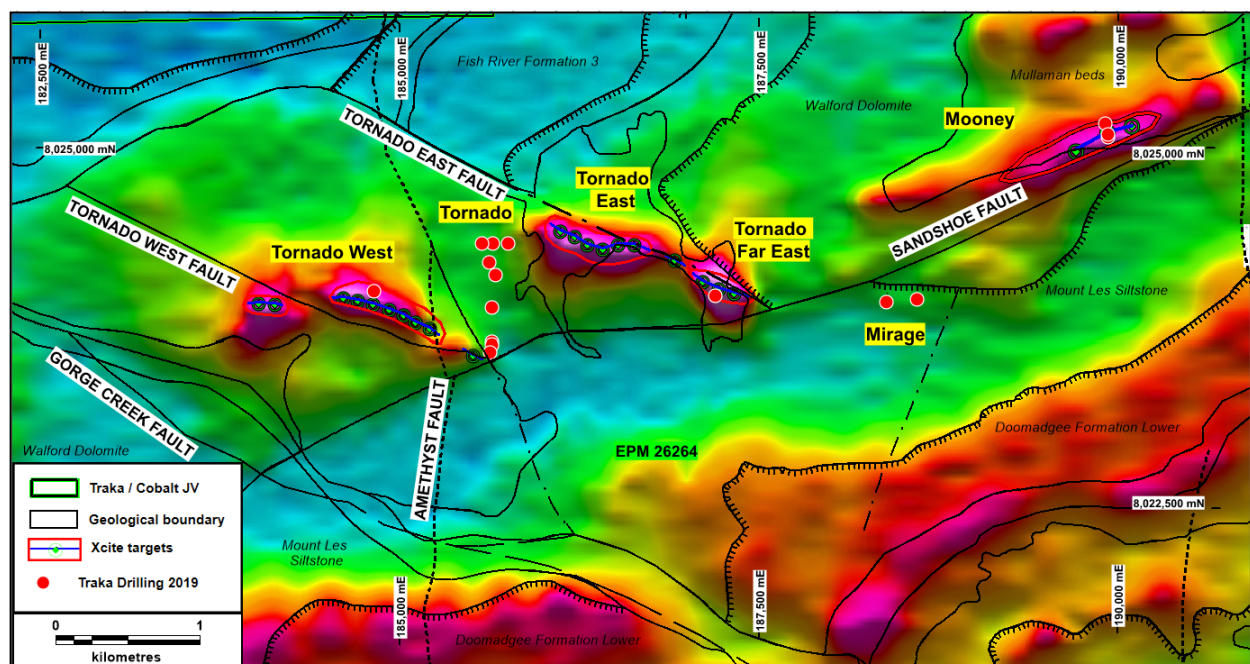 182,500 mE
185,000 mE
187,500 mE
190,000 mE
Fish River Formation 3
Mullaman beds
Walford Dolomite
Mooney
8,025,000 mN
8,025,000 mN
TORNADO EAST FAULT
Tornado
East
TORNADO WEST FAULT
Tornado
Tornado
Far East
SANDSHOE FAULT
Tornado West
Mount Les Siltstone
Mirage
GORGE CREEK FAULT
AMETHYST FAULT
Doomadgee Formation Lower
Walford Dolomite
EPM 26264
Traka / Cobalt JV
Geological boundary
Xcite targets
Traka Drilling 2019
0
1
kilometres
8,022,500 mN
Mount Les
Siltstone
185,000 mE
187,500 mE
190,000 mE
Doomadgee Formation Lower